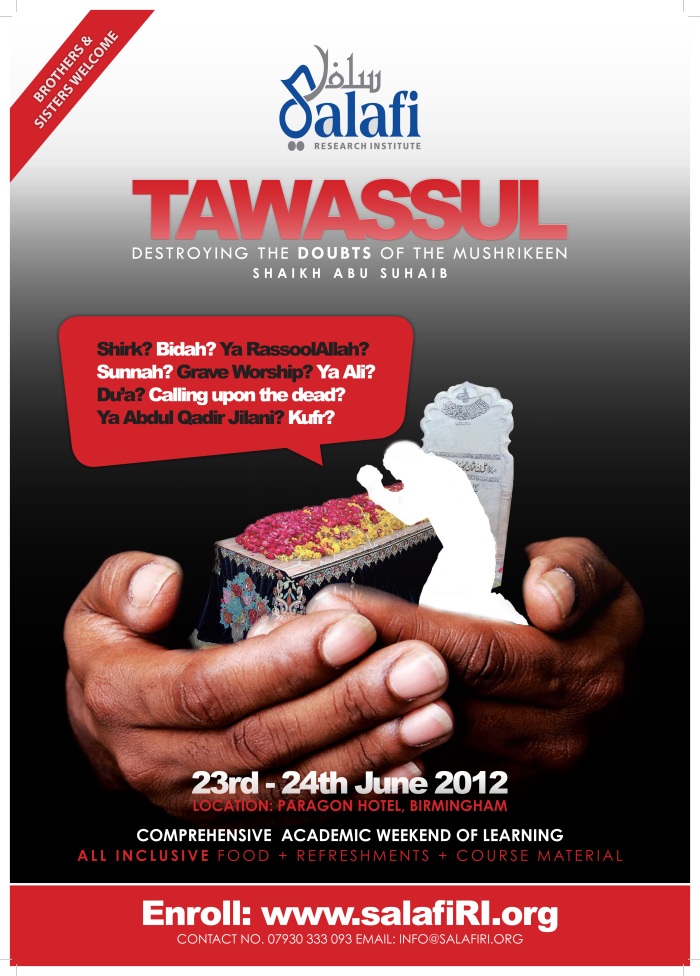 BROTHERS &
SISTERS WELCOME
سلفي
Salafi
RESEARCH INSTITUTE
TAWASSUL
DESTROYING THE DOUBTS OF THE MUSHRIKEEN
SHAIKH ABU SUHAIB
Shirk? Bidah? Ya RassoolAllah?
Sunnah? Grave Worship? Ya Ali?
Du'a? Calling upon the dead?
Ya Abdul Qadir Jilani? Kufr?
23rd - 24th June 2012
LOCATION: PARAGON HOTEL, BIRMINGHAM
COMPREHENSIVE ACADEMIC WEEKEND OF LEARNING
ALL INCLUSIVE FOOD + REFRESHMENTS + COURSE MATERIAL
Enroll: www.salafiRI.org
CONTACT NO. 07930 333 093 EMAIL: INFO@SALAFIRI.ORG